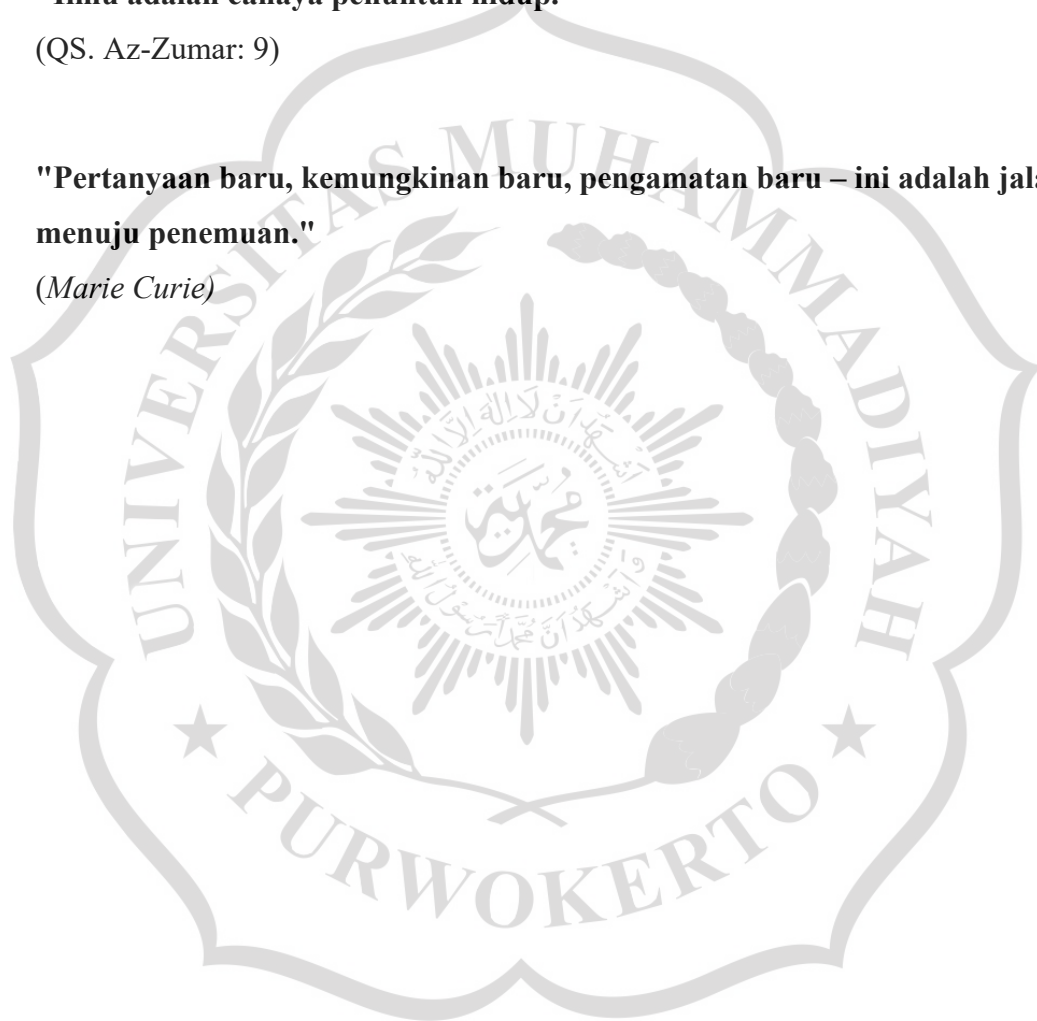 (QS. Az-Zumar: 9)
"Pertanyaan baru, kemungkinan baru, pengamatan baru – ini adalah
menuju penemuan."
(Marie Curie)
UNIVERSITAS MUHAMMADIYAH
PURWOKERTO